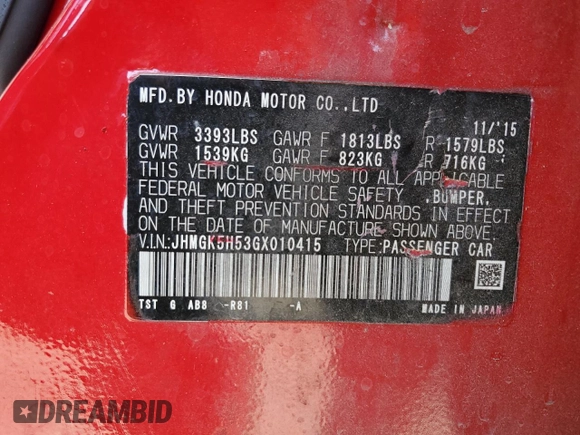 MFD.BY HONDA MOTOR CO.,LTD
11/'15
GVWR 3393LBS GAWR F 1813LBS R 1579LBS
GVWR 1539KG GAWR F 823KG R 716KG
THIS VEHICLE CONFORMS TO ALL APPLICABLE
FEDERAL MOTOR VEHICLE SAFETY ,BUMPER,
AND THEFT PREVENTION STANDARDS IN EFFECT
ON THE DATE OF MANUFACTURE SHOWN ABOVE.
V.IN:JHMGK5H53GX010415 TYPE:PASSENGER CAR
TST G AB8 -R81 -A
MADE IN JAPAN
DREAMBID